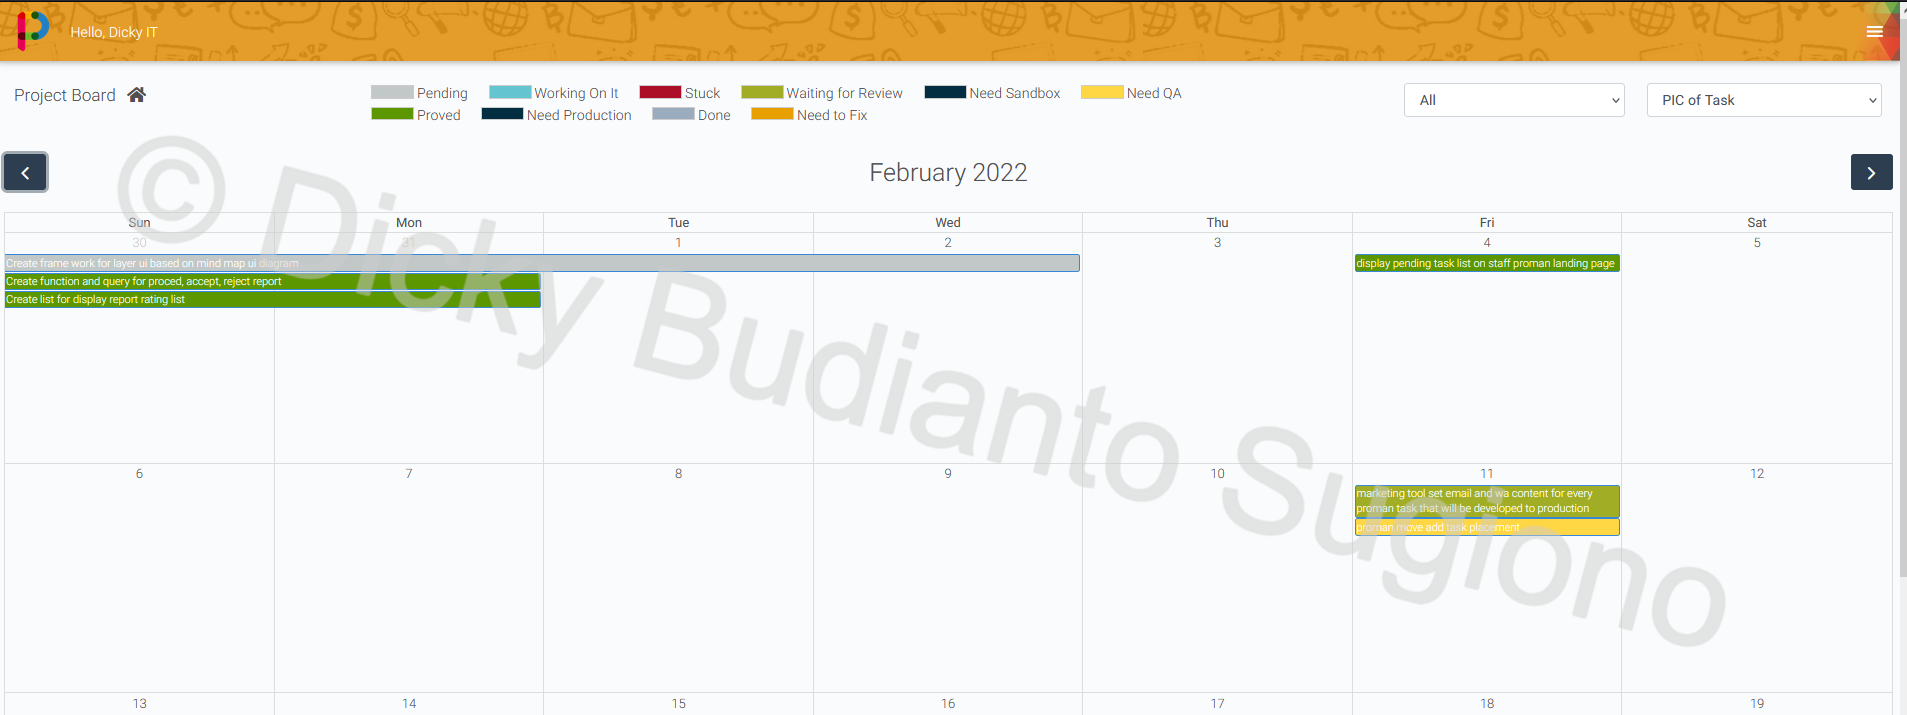 Hello, Dicky IT
Project Board
Pending Working On It Stuck Waiting for Review Need Sandbox Need QA
Proved Need Production Done Need to Fix
All
PIC of Task
February 2022
Sun Mon Tue Wed Thu Fri Sat
30 31 1 2 3 4 5
Create frame work for layer ui based on mind map ui diagram
display pending task list on staff proman landing page
Create function and query for proced, accept, reject report
Create list for display report rating list
6 7 8 9 10 11 12
marketing tool set email and wa content for every
proman task that will be developed to production
proman move add task placement
13 14 15 16 17 18 19
© Dicky Budianto Sugiono